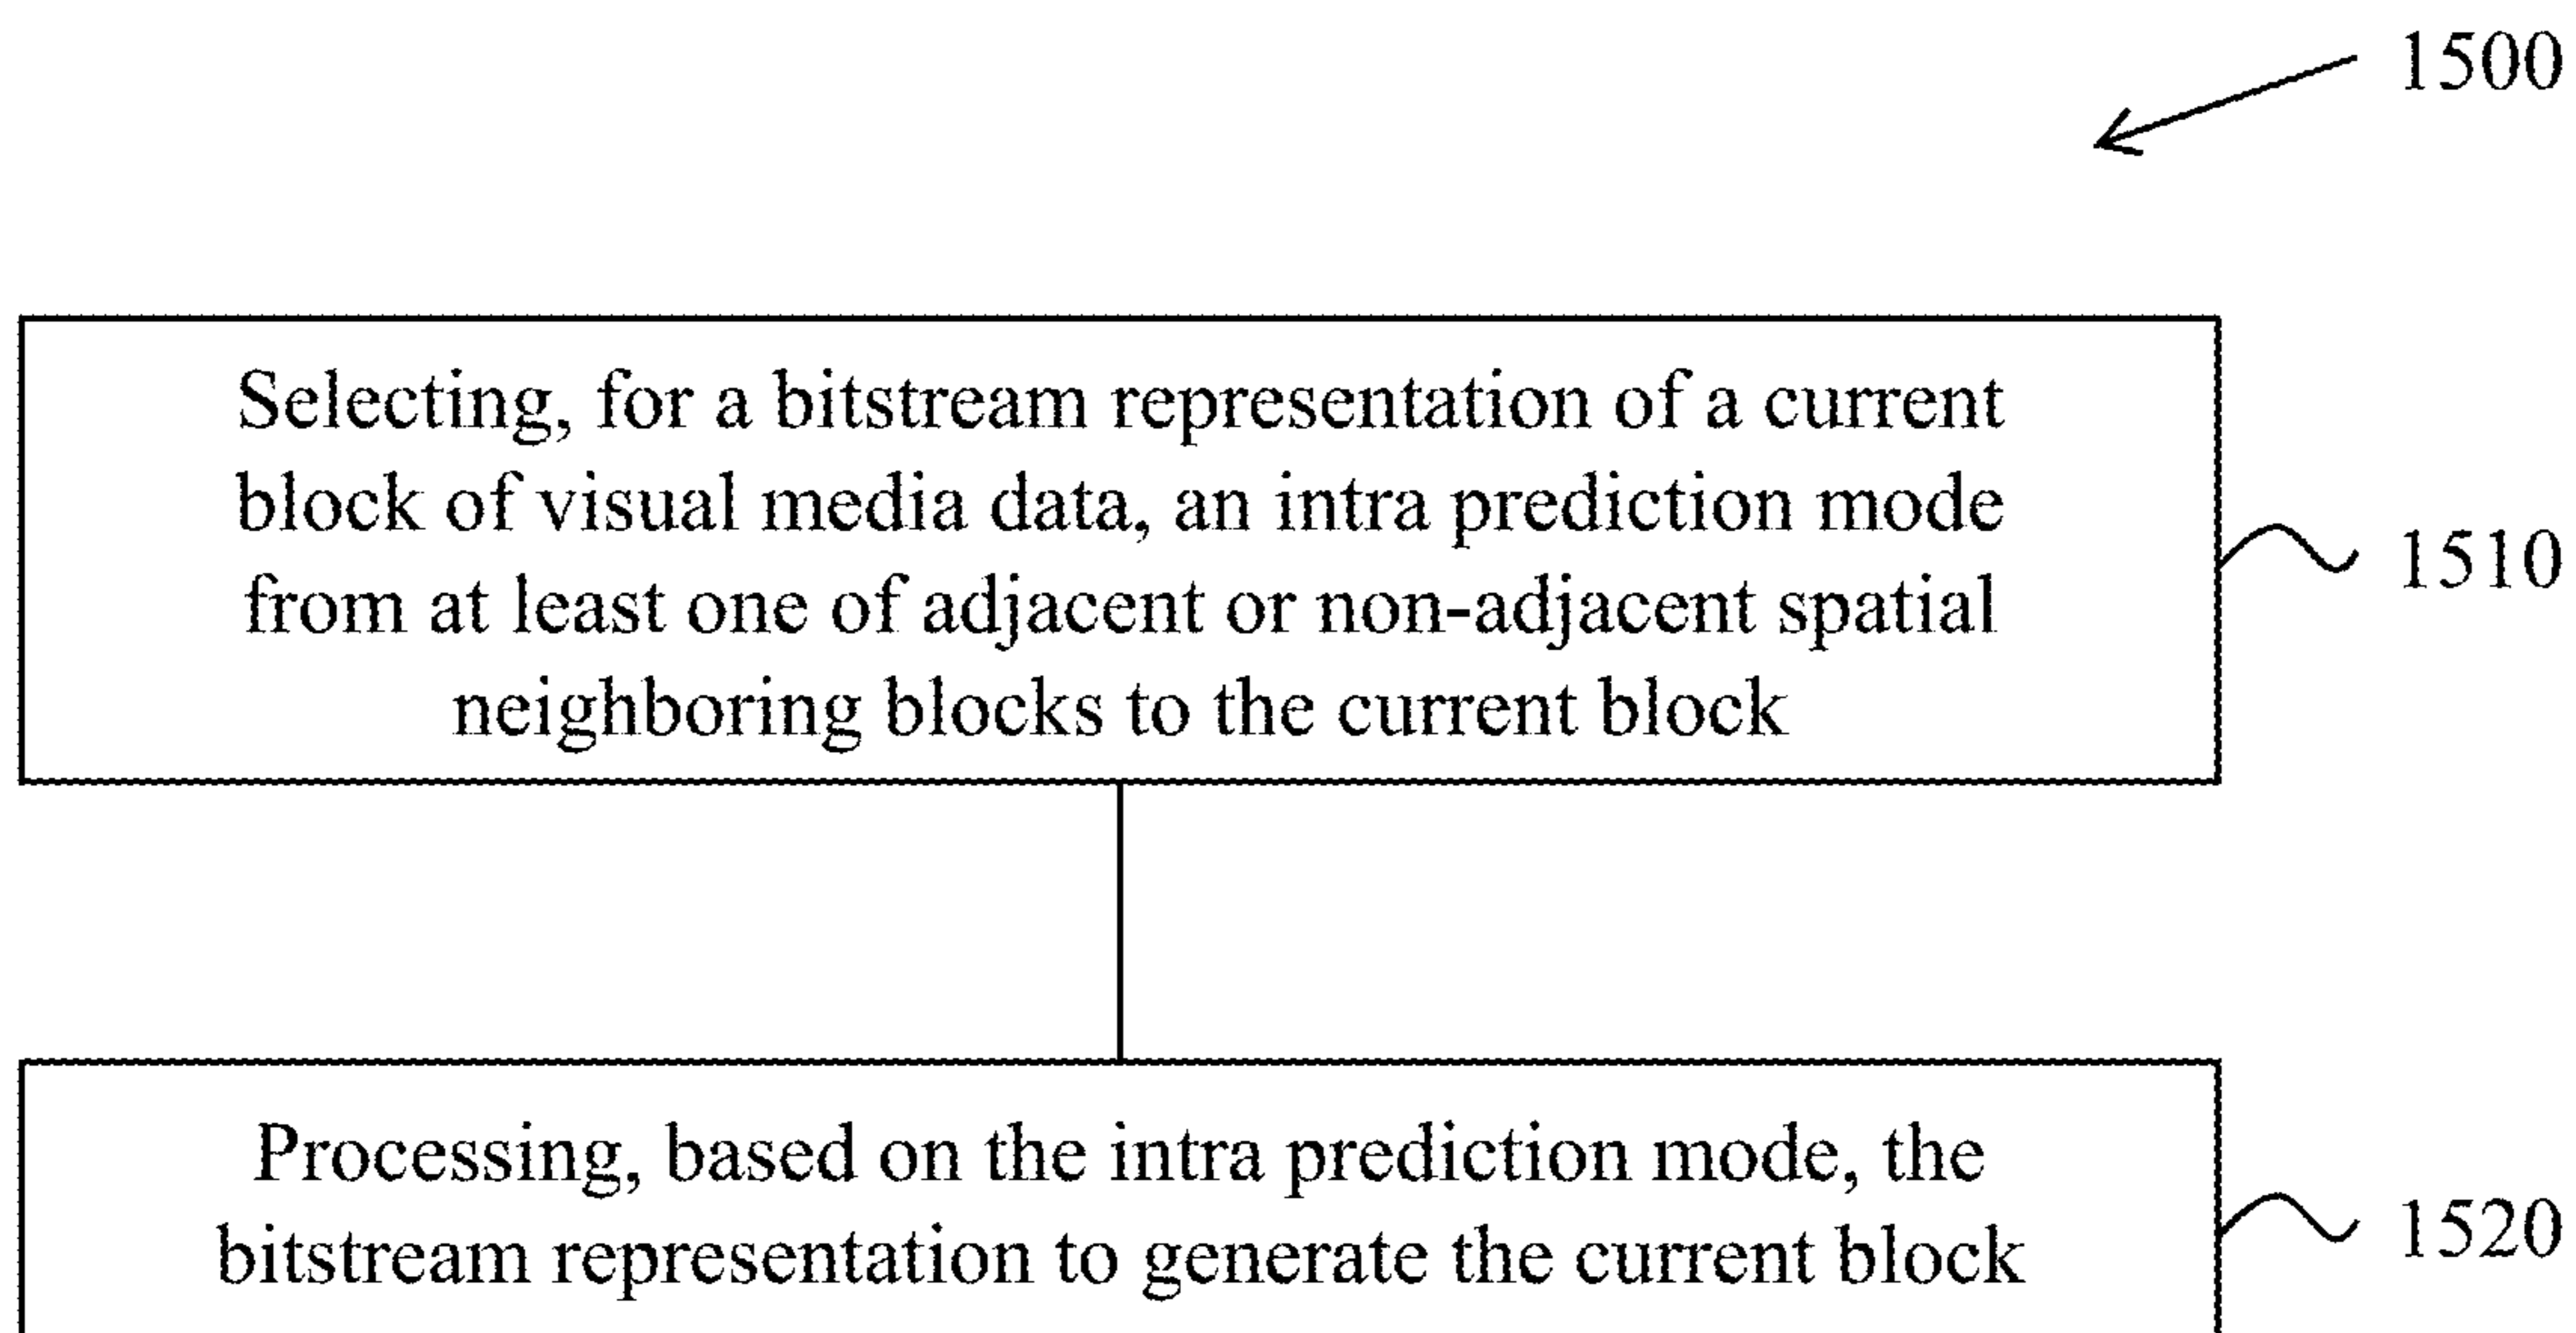 1500
Selecting, for a bitstream representation of a current
block of visual media data, an intra prediction mode
from at least one of adjacent or non-adjacent spatial
neighboring blocks to the current block
1510
Processing, based on the intra prediction mode, the
bitstream representation to generate the current block
1520